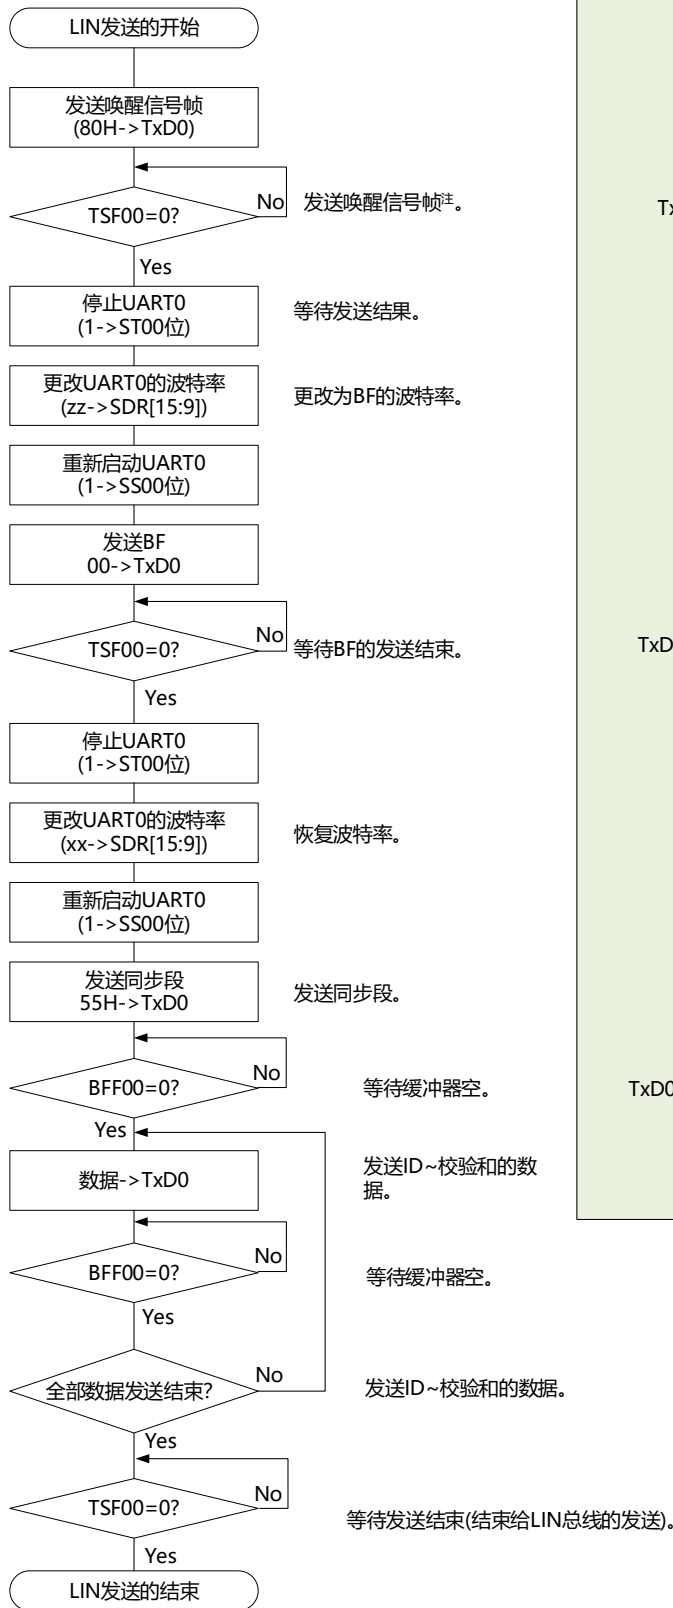 LIN发送的开始
发送唤醒信号帧
(80H->TxD0)
TSF00=0?
No
发送唤醒信号帧注。
Yes
停止UART0
(1->ST00位)
等待发送结果。
更改UART0的波特率
(zz->SDR[15:9])
更改为BF的波特率。
重新启动UART0
(1->SS00位)
发送BF
00->TxD0
TSF00=0?
No
等待BF的发送结束。
Yes
停止UART0
(1->ST00位)
更改UART0的波特率
(xx->SDR[15:9])
恢复波特率。
重新启动UART0
(1->SS00位)
发送同步段
55H->TxD0
发送同步段。
BFF00=0?
No
等待缓冲器空。
Yes
数据->TxD0
发送ID~校验和的数
据。
BFF00=0?
No
等待缓冲器空。
Yes
全部数据发送结束?
No
发送ID~校验和的数据。
Yes
TSF00=0?
No
等待发送结束(结束给LIN总线的发送)。
Yes
LIN发送的结束
TxD0